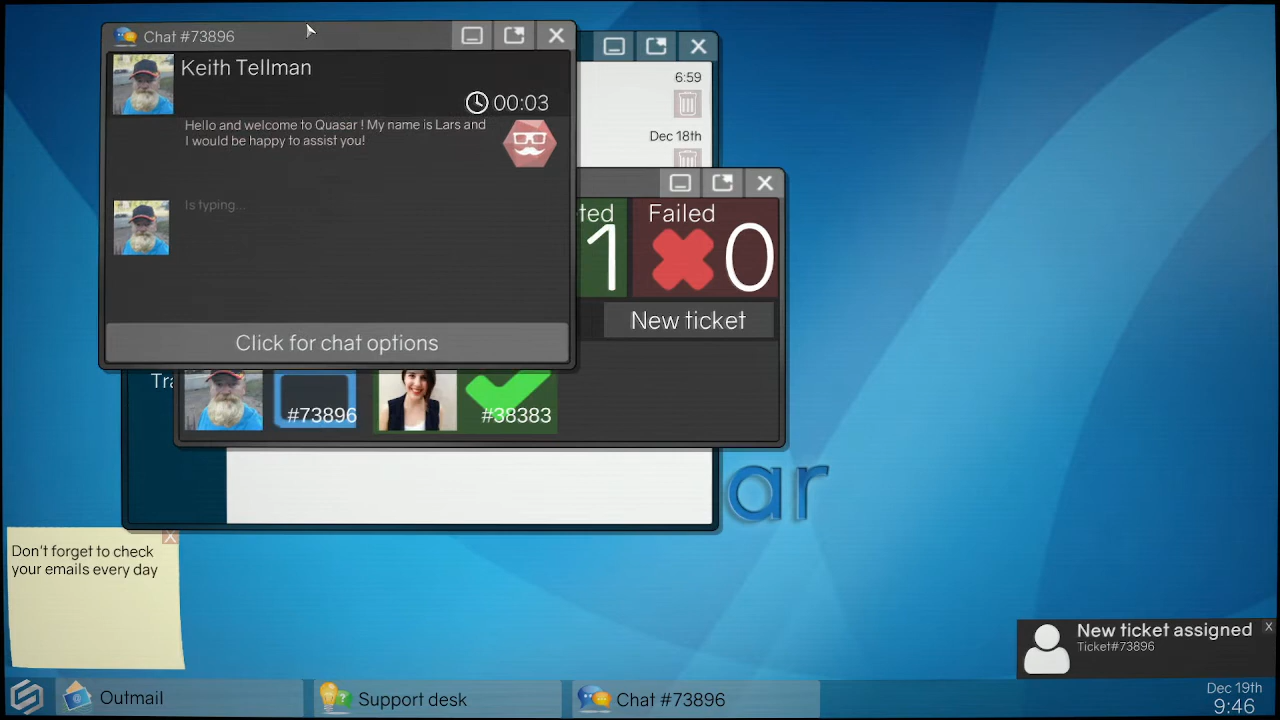 Chat #73896
Keith Tellman
00:03
Hello and welcome to Quasar ! My name is Lars and
I would be happy to assist you!
Is typing...
Click for chat options
6:59
Dec 18th
ted
1
Failed
0
New ticket
Tra
#73896
#38383
ar
Don't forget to check
your emails every day
X
New ticket assigned
X
Ticket#73896
Outmail
Support desk
Chat #73896
Dec 19th
9:46